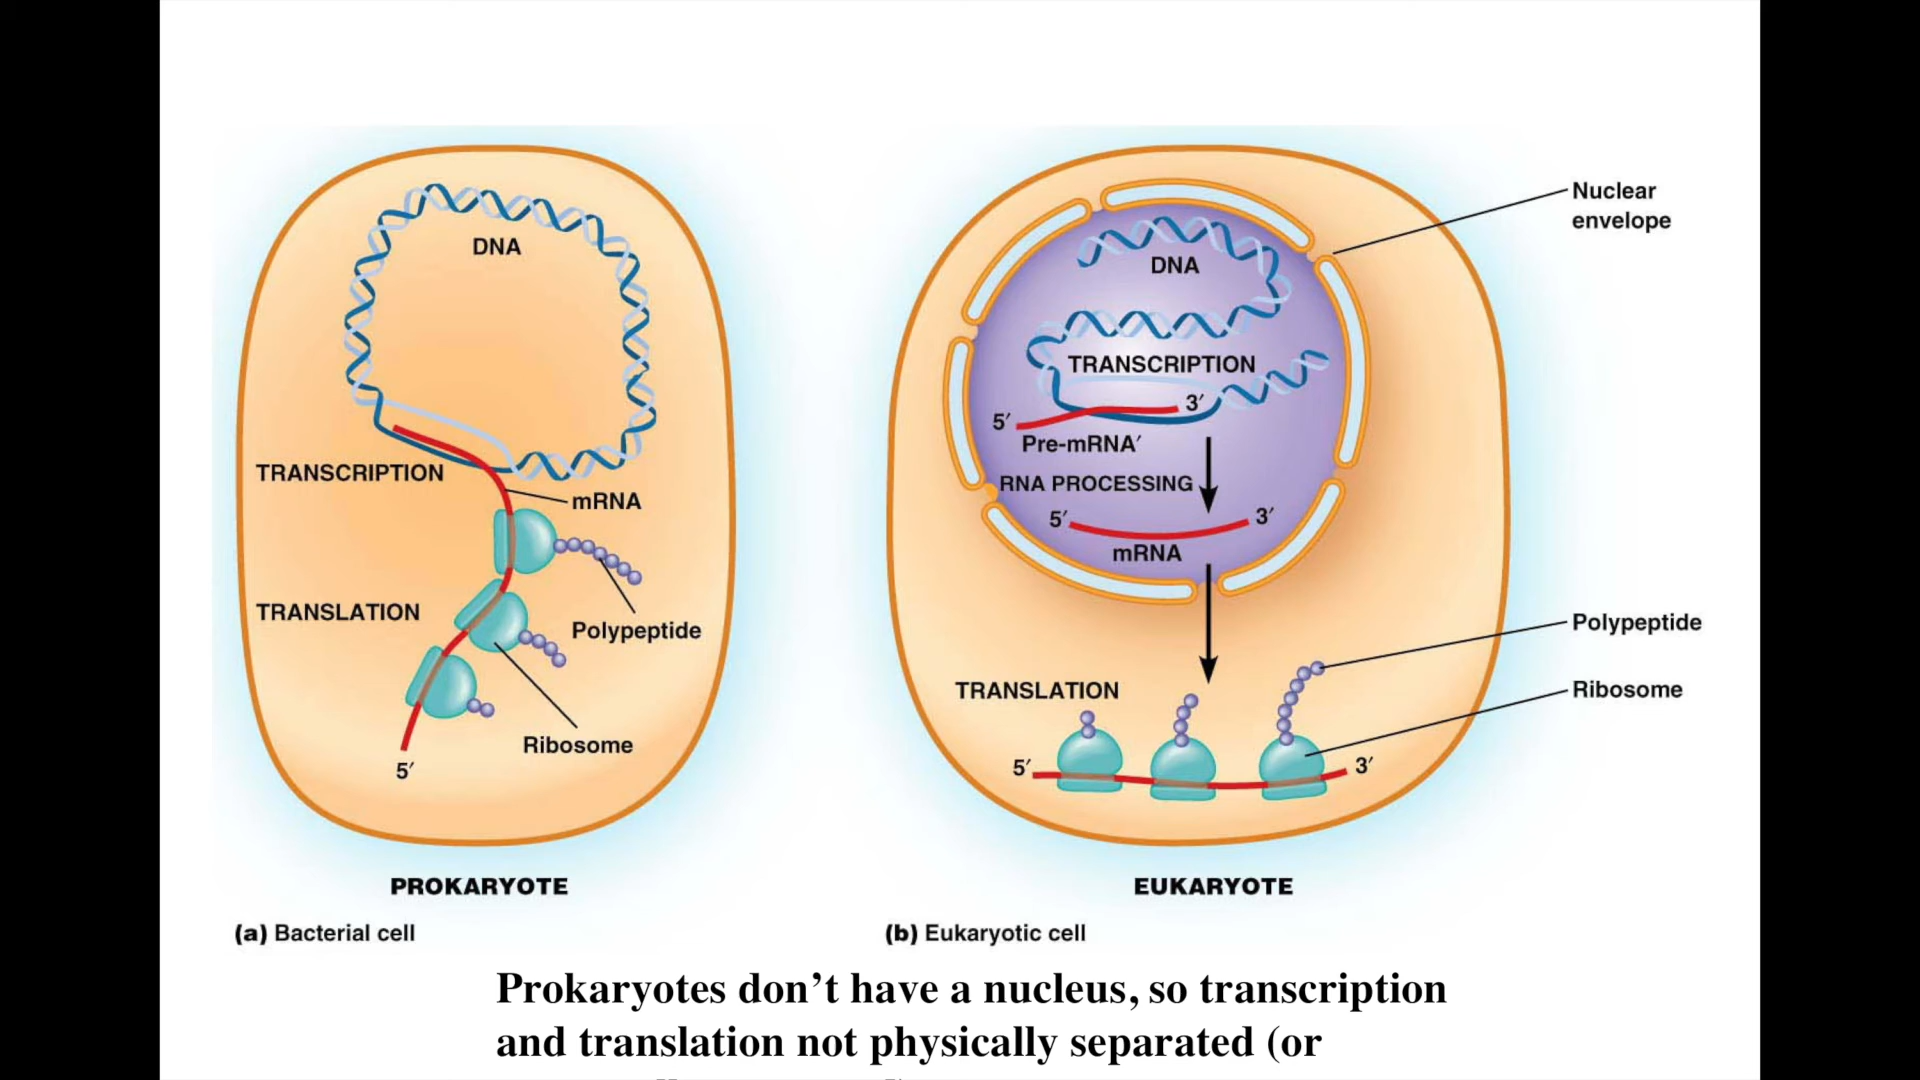 DNA
TRANSCRIPTION
mRNA
TRANSLATION
Polypeptide
Ribosome
5′
PROKARYOTE
(a) Bacterial cell
Nuclear
envelope
DNA
TRANSCRIPTION
3′
5′
Pre-mRNA′
RNA PROCESSING
5′
3′
mRNA
Polypeptide
TRANSLATION
Ribosome
5′
3′
EUKARYOTE
(b) Eukaryotic cell
Prokaryotes don’t have a nucleus, so transcription
and translation not physically separated (or